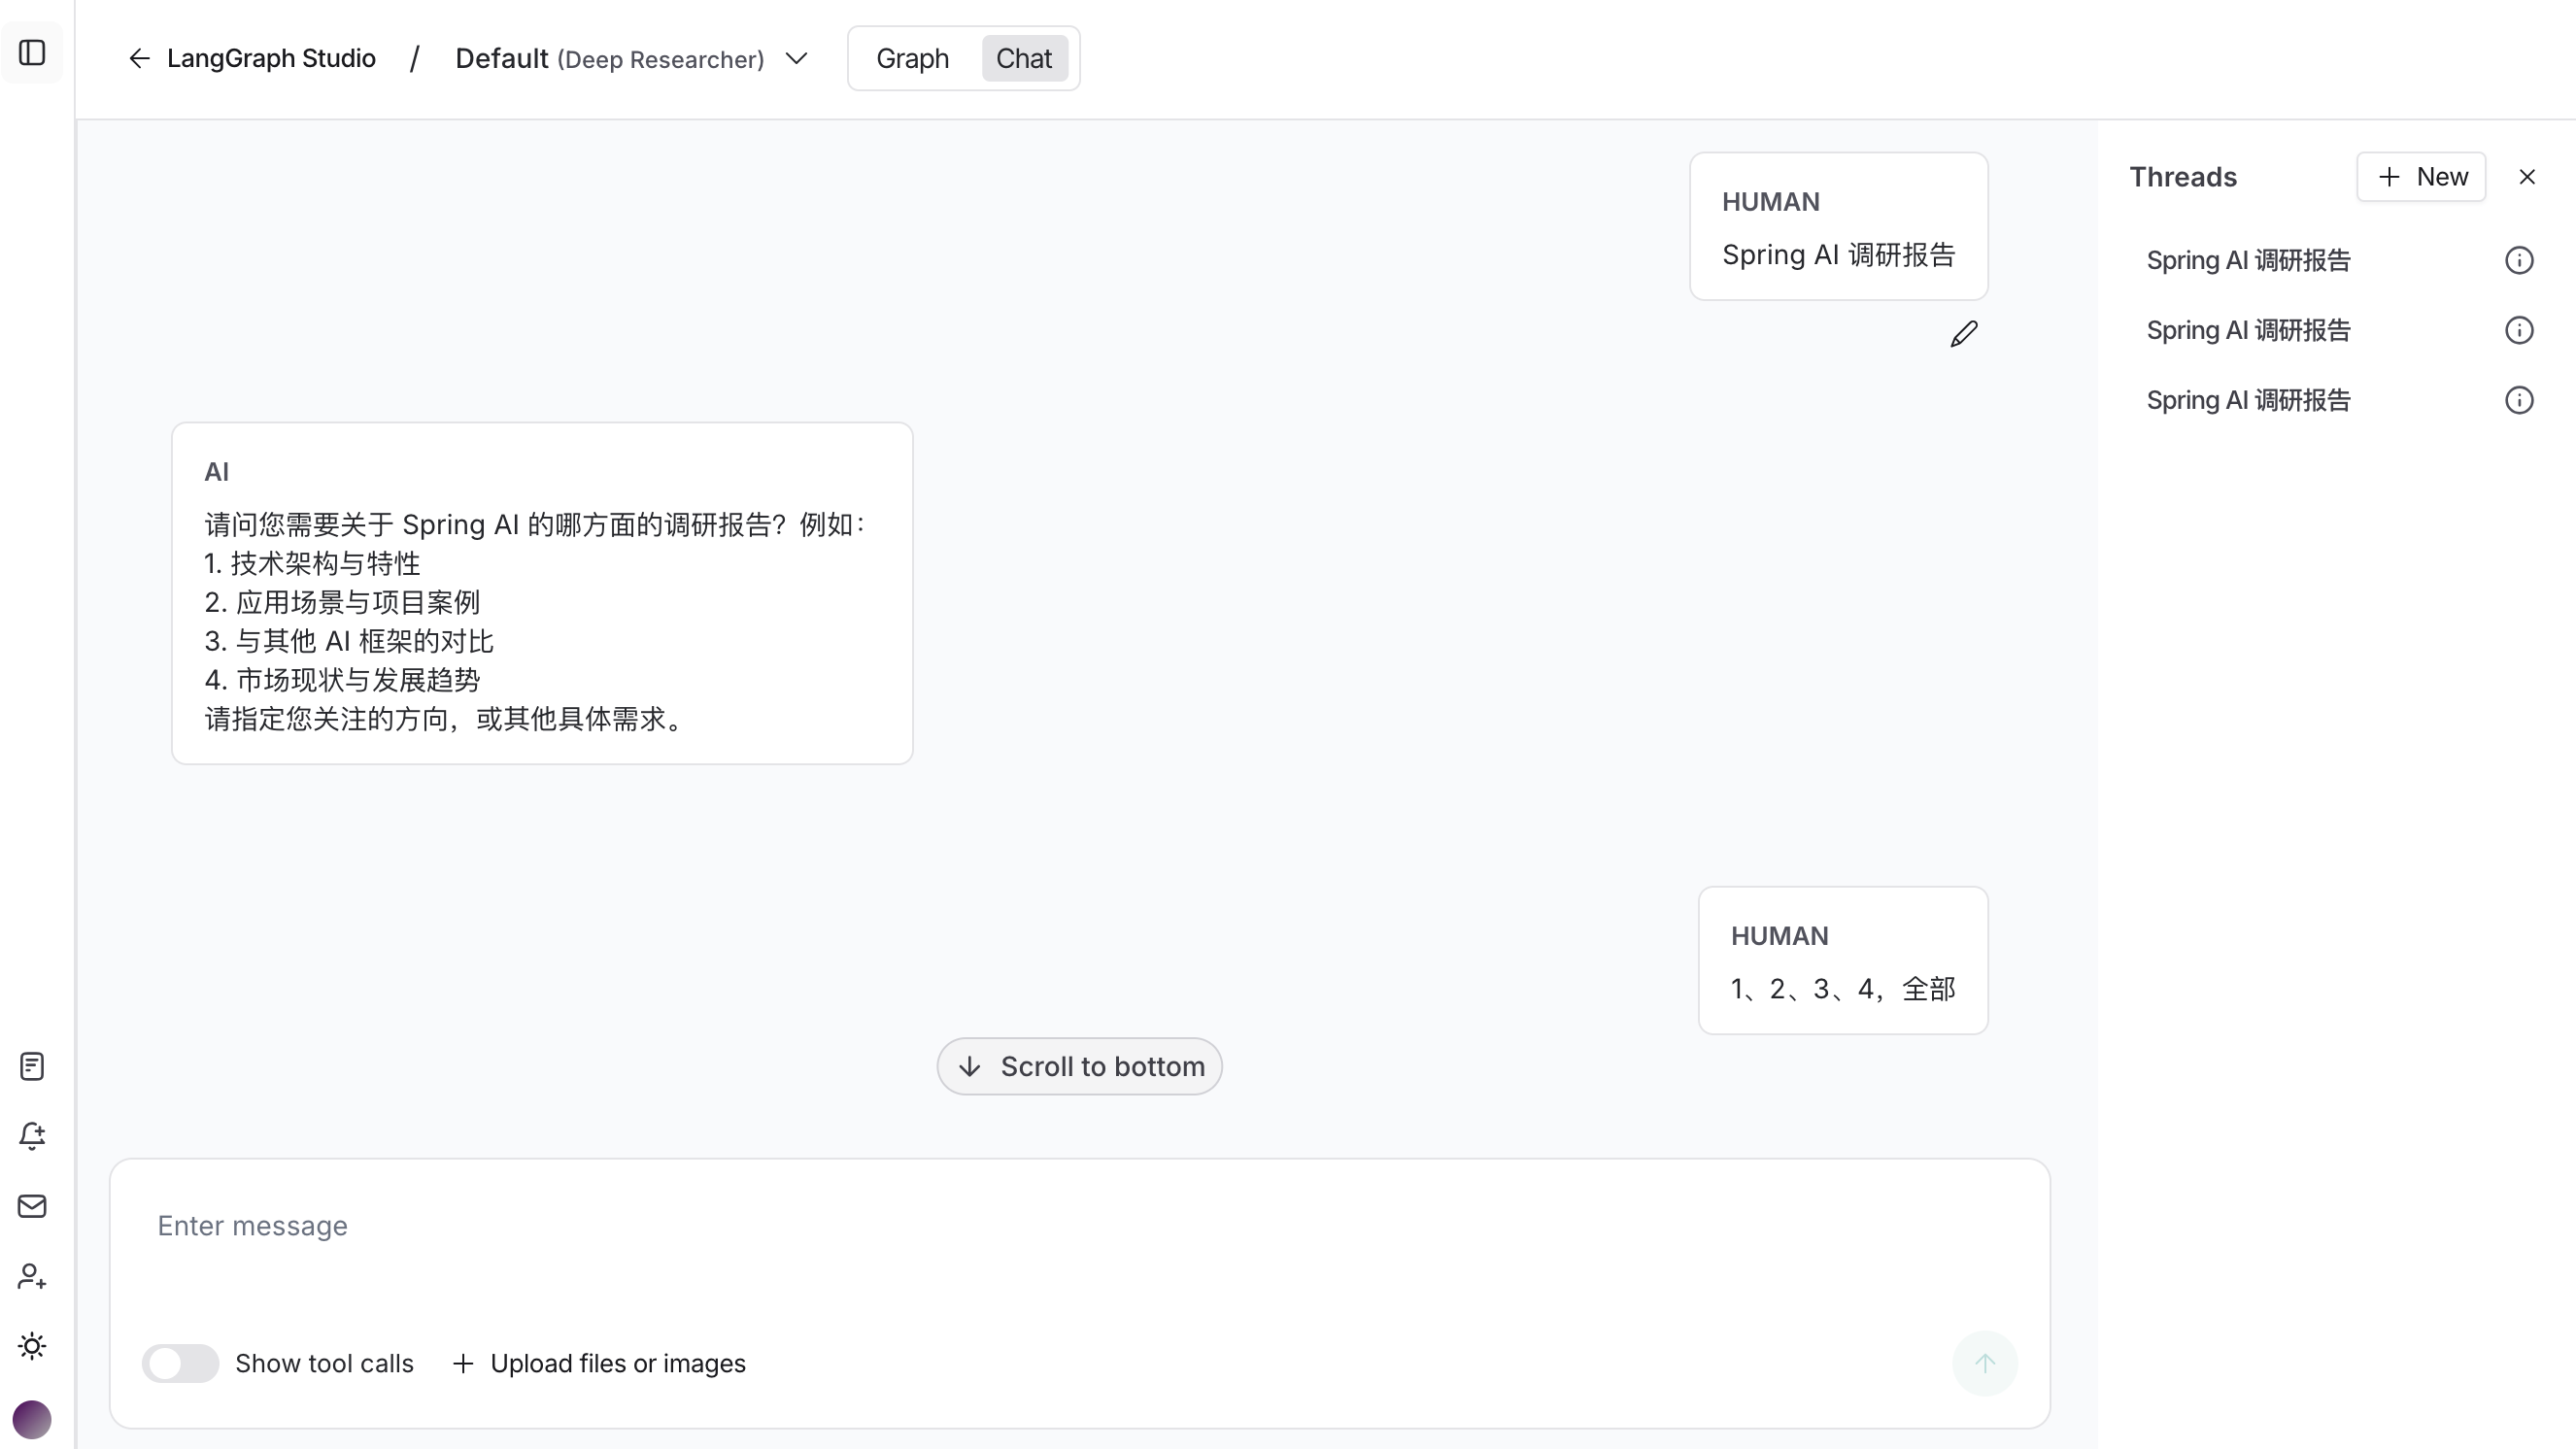 LangGraph Studio / Default (Deep Researcher) Graph Chat
HUMAN
Spring AI 调研报告
AI
请问您需要关于 Spring AI 的哪方面的调研报告？例如：
1. 技术架构与特性
2. 应用场景与项目案例
3. 与其他 AI 框架的对比
4. 市场现状与发展趋势
请指定您关注的方向，或其他具体需求。
HUMAN
1、2、3、4，全部
Scroll to bottom
Enter message
Show tool calls
Upload files or images
Threads
New
Spring AI 调研报告
Spring AI 调研报告
Spring AI 调研报告